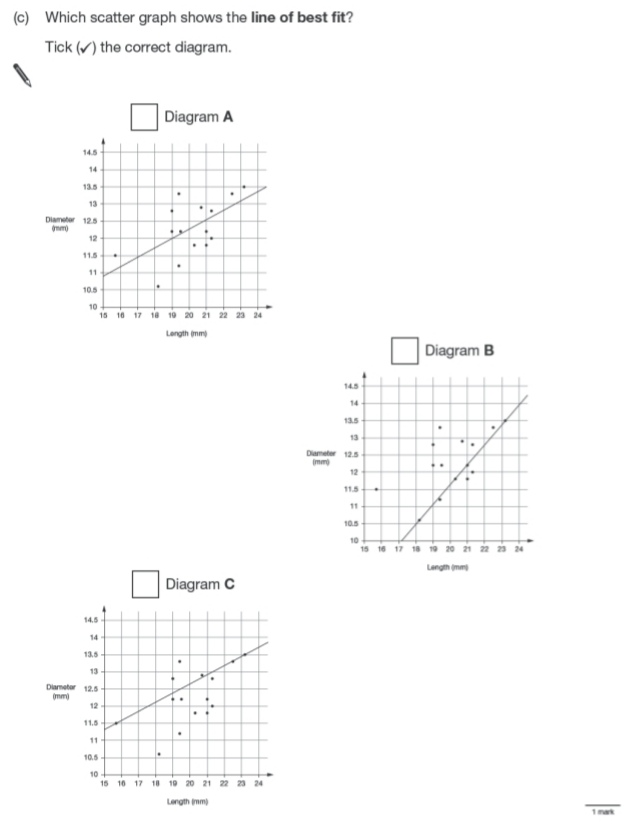 (c) Which scatter graph shows the line of best fit?
Tick (✓) the correct diagram.
Diagram A
14.5
14
13.5
13
Diameter 12.5
(mm)
12
11.5
11
10.5
10
15 16 17 18 19 20 21 22 23 24
Length (mm)
Diagram B
14.5
14
13.5
13
Diameter 12.5
(mm)
12
11.5
11
10.5
10
15 16 17 18 19 20 21 22 23 24
Length (mm)
Diagram C
14.5
14
13.5
13
Diameter 12.5
(mm)
12
11.5
11
10.5
10
15 16 17 18 19 20 21 22 23 24
Length (mm)
1 mark